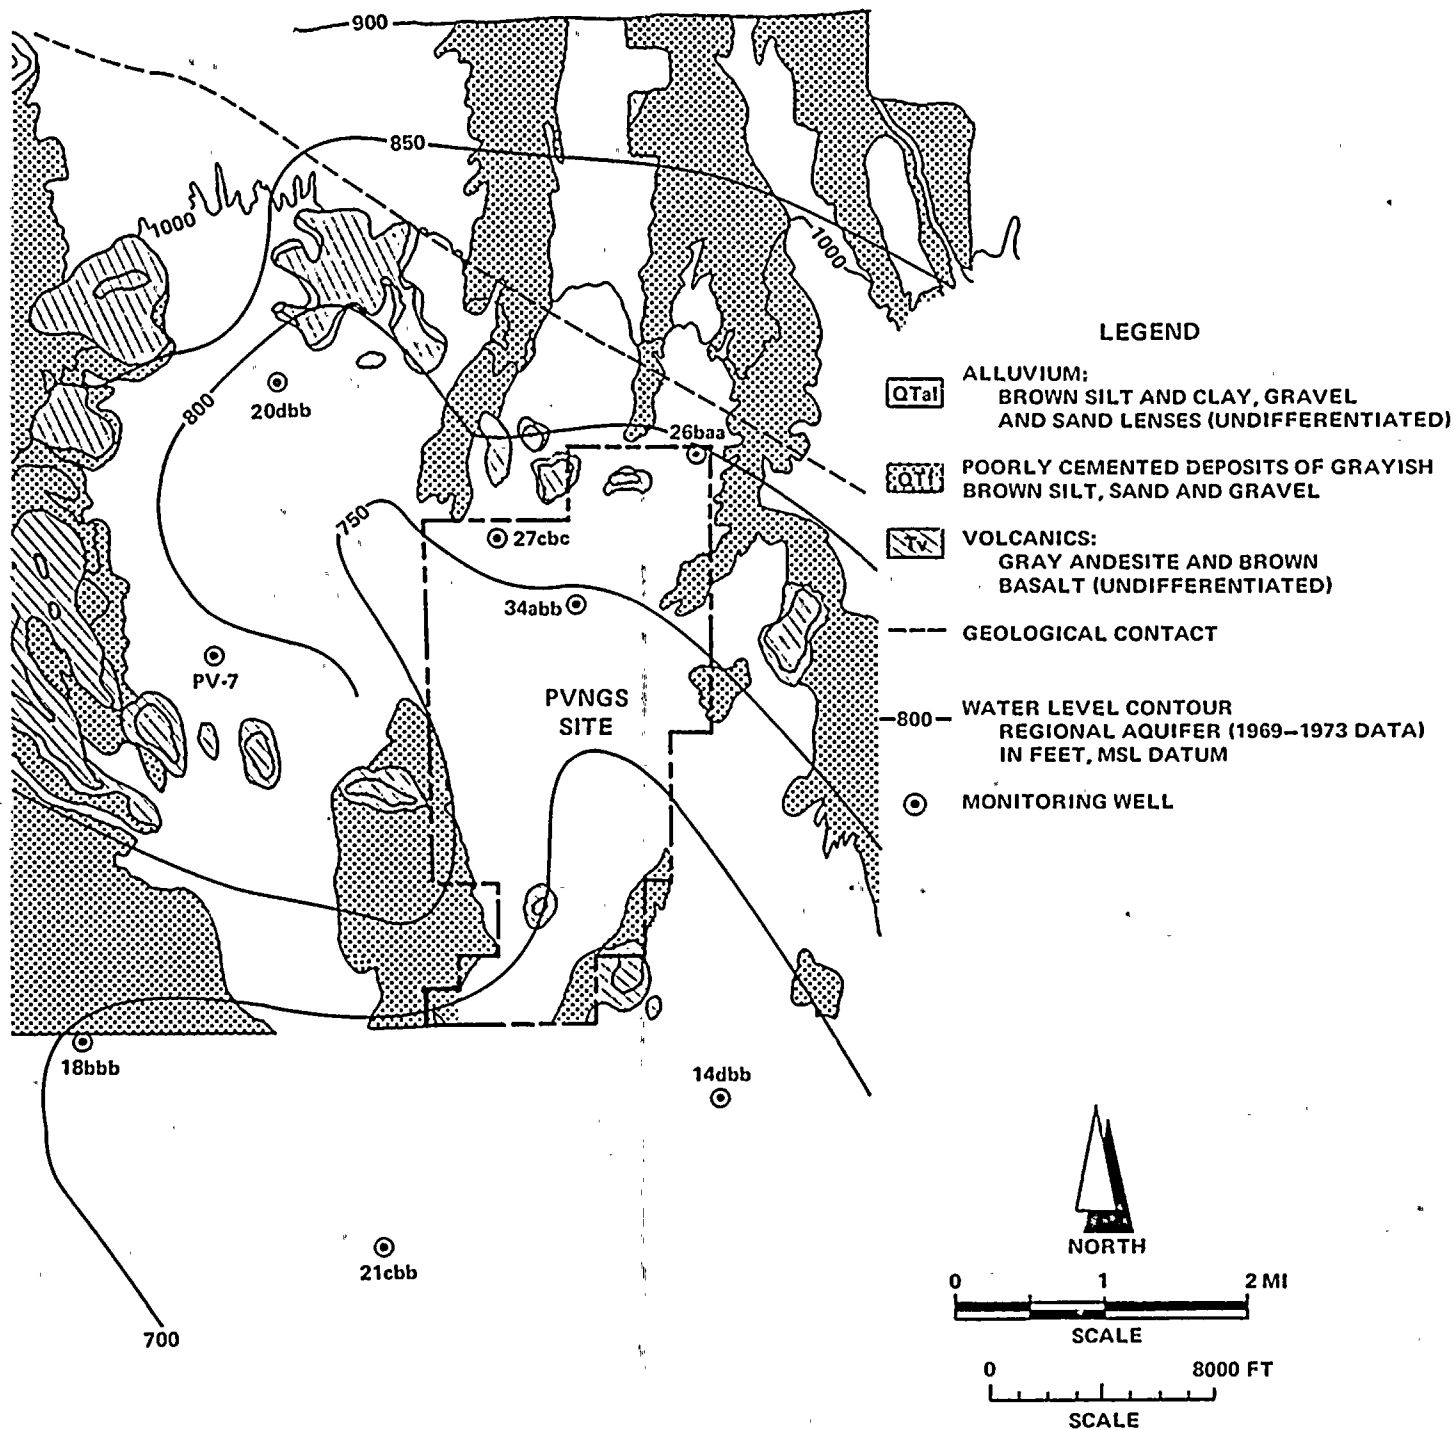 900
850
1000
1000
800
20dbb
26baa
750
27cbc
34abb
PV-7
PVNGS
SITE
18bbb
14dbb
21cbb
700
LEGEND
QTal
ALLUVIUM:
BROWN SILT AND CLAY, GRAVEL
AND SAND LENSES (UNDIFFERENTIATED)
QTf
POORLY CEMENTED DEPOSITS OF GRAYISH
BROWN SILT, SAND AND GRAVEL
Tv
VOLCANICS:
GRAY ANDESITE AND BROWN
BASALT (UNDIFFERENTIATED)
GEOLOGICAL CONTACT
800
WATER LEVEL CONTOUR
REGIONAL AQUIFER (1969-1973 DATA)
IN FEET, MSL DATUM
MONITORING WELL
NORTH
0 1 2 MI
SCALE
0 8000 FT
SCALE